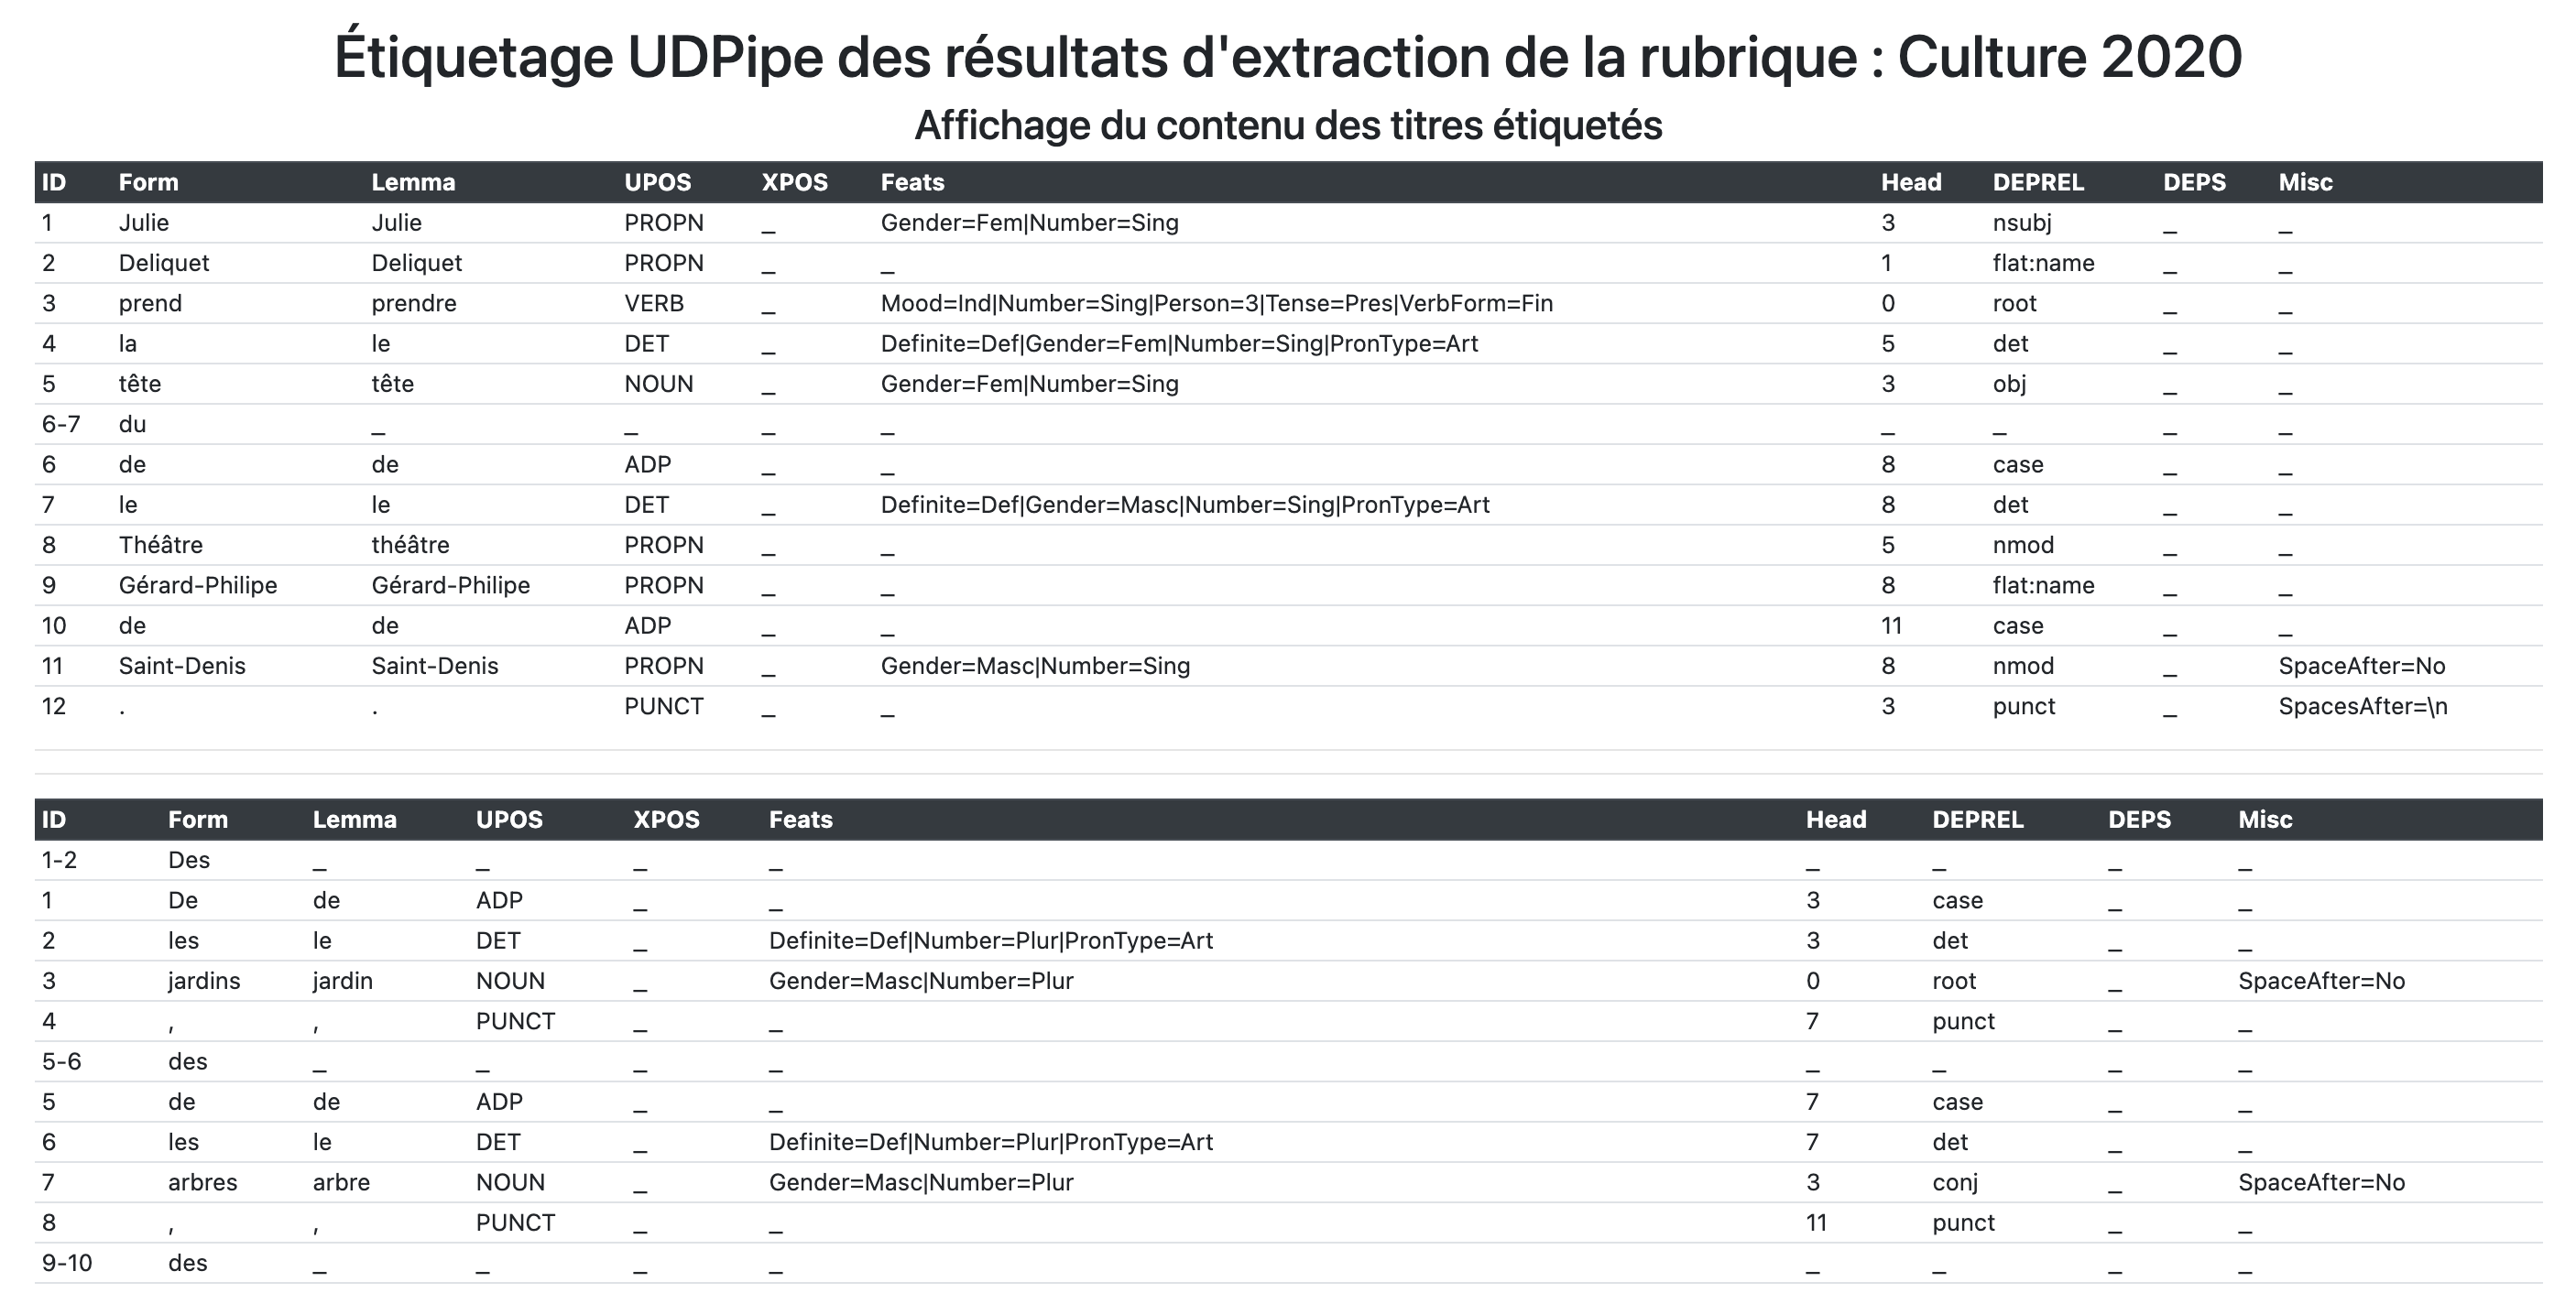 Étiquetage UDPipe des résultats d'extraction de la rubrique : Culture 2020
Affichage du contenu des titres étiquetés
ID Form Lemma UPOS XPOS Feats Head DEPREL DEPS Misc
1 Julie Julie PROPN _ Gender=Fem|Number=Sing 3 nsubj _ _
2 Deliquet Deliquet PROPN _ _ 1 flat:name _ _
3 prend prendre VERB _ Mood=Ind|Number=Sing|Person=3|Tense=Pres|VerbForm=Fin 0 root _ _
4 la le DET _ Definite=Def|Gender=Fem|Number=Sing|PronType=Art 5 det _ _
5 tête tête NOUN _ Gender=Fem|Number=Sing 3 obj _ _
6-7 du _ _ _ _ _ _ _ _
6 de de ADP _ _ 8 case _ _
7 le le DET _ Definite=Def|Gender=Masc|Number=Sing|PronType=Art 8 det _ _
8 Théâtre théâtre PROPN _ _ 5 nmod _ _
9 Gérard-Philipe Gérard-Philipe PROPN _ _ 8 flat:name _ _
10 de de ADP _ _ 11 case _ _
11 Saint-Denis Saint-Denis PROPN _ Gender=Masc|Number=Sing 8 nmod _ SpaceAfter=No
12 . . PUNCT _ _ 3 punct _ SpacesAfter=\n
ID Form Lemma UPOS XPOS Feats Head DEPREL DEPS Misc
1-2 Des _ _ _ _ _ _ _ _
1 De de ADP _ _ 3 case _ _
2 les le DET _ Definite=Def|Number=Plur|PronType=Art 3 det _ _
3 jardins jardin NOUN _ Gender=Masc|Number=Plur 0 root _ SpaceAfter=No
4 , , PUNCT _ _ 7 punct _ _
5-6 des _ _ _ _ _ _ _ _
5 de de ADP _ _ 7 case _ _
6 les le DET _ Definite=Def|Number=Plur|PronType=Art 7 det _ _
7 arbres arbre NOUN _ Gender=Masc|Number=Plur 3 conj _ SpaceAfter=No
8 , , PUNCT _ _ 11 punct _ _
9-10 des _ _ _ _ _ _ _ _